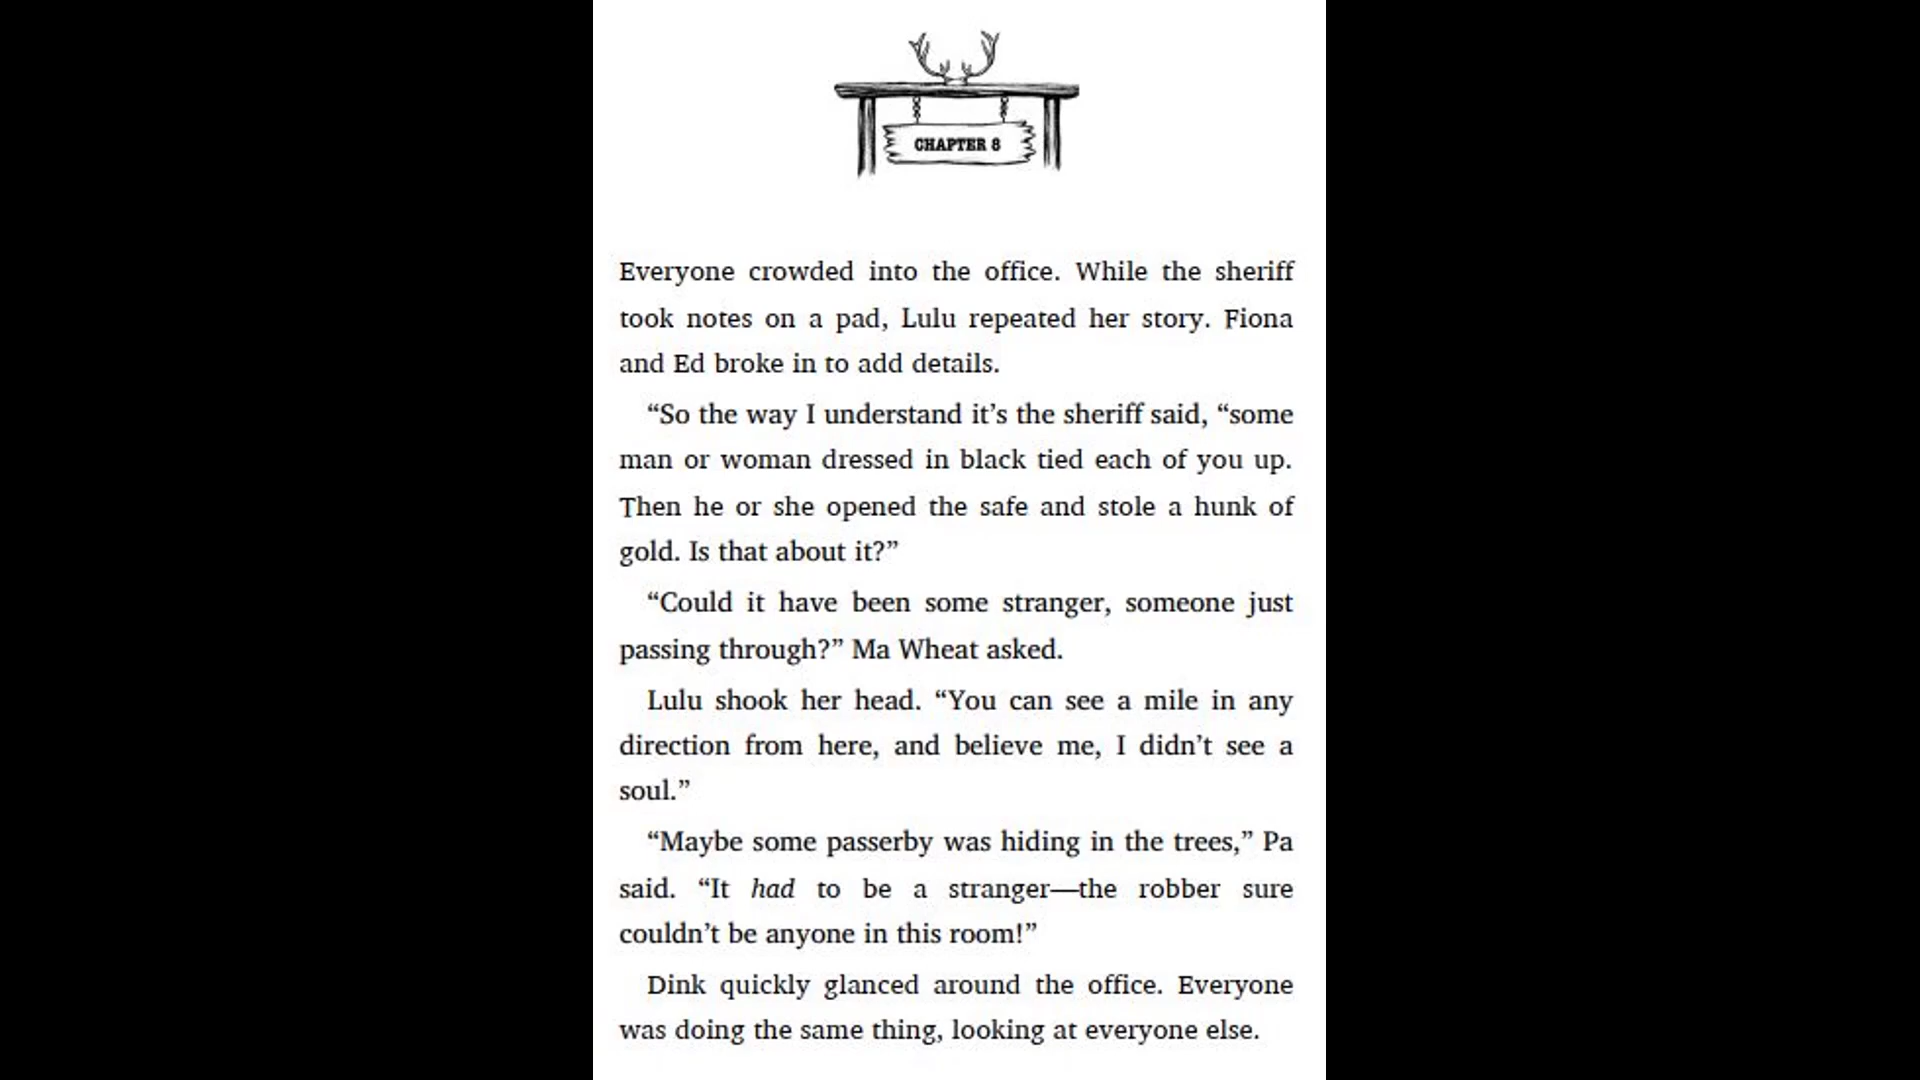 CHAPTER 8
Everyone crowded into the office. While the sheriff
took notes on a pad, Lulu repeated her story. Fiona
and Ed broke in to add details.
“So the way I understand it’s the sheriff said, “some
man or woman dressed in black tied each of you up.
Then he or she opened the safe and stole a hunk of
gold. Is that about it?”
“Could it have been some stranger, someone just
passing through?” Ma Wheat asked.
Lulu shook her head. “You can see a mile in any
direction from here, and believe me, I didn’t see a
soul.”
“Maybe some passerby was hiding in the trees,” Pa
said. “It had to be a stranger—the robber sure
couldn’t be anyone in this room!”
Dink quickly glanced around the office. Everyone
was doing the same thing, looking at everyone else.